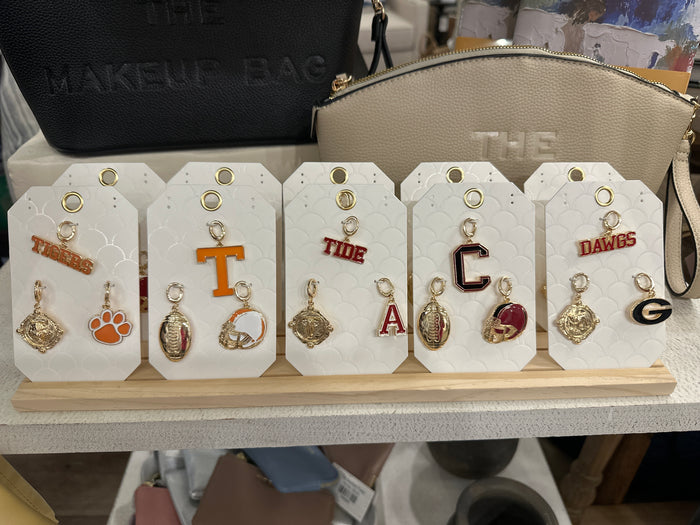 THE
MAKEUP BAG
THE
TIGERS
T
TIDE
A
C
DAWGS
G